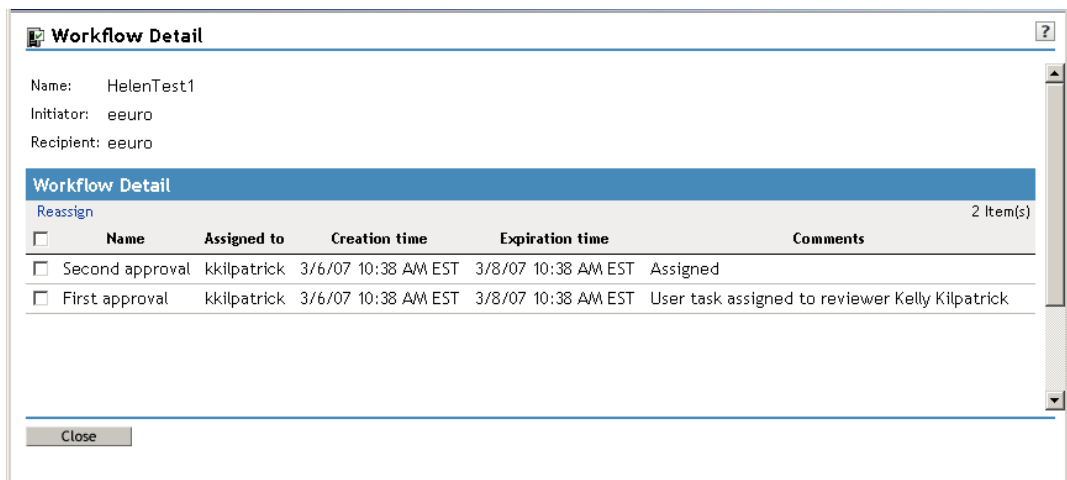 Workflow Detail
?
Name: HelenTest1
Initiator: eeuro
Recipient: eeuro
Workflow Detail
Reassign 2 Item(s)
Name Assigned to Creation time Expiration time Comments
Second approval kkilpatrick 3/6/07 10:38 AM EST 3/8/07 10:38 AM EST Assigned
First approval kkilpatrick 3/6/07 10:38 AM EST 3/8/07 10:38 AM EST User task assigned to reviewer Kelly Kilpatrick
Close